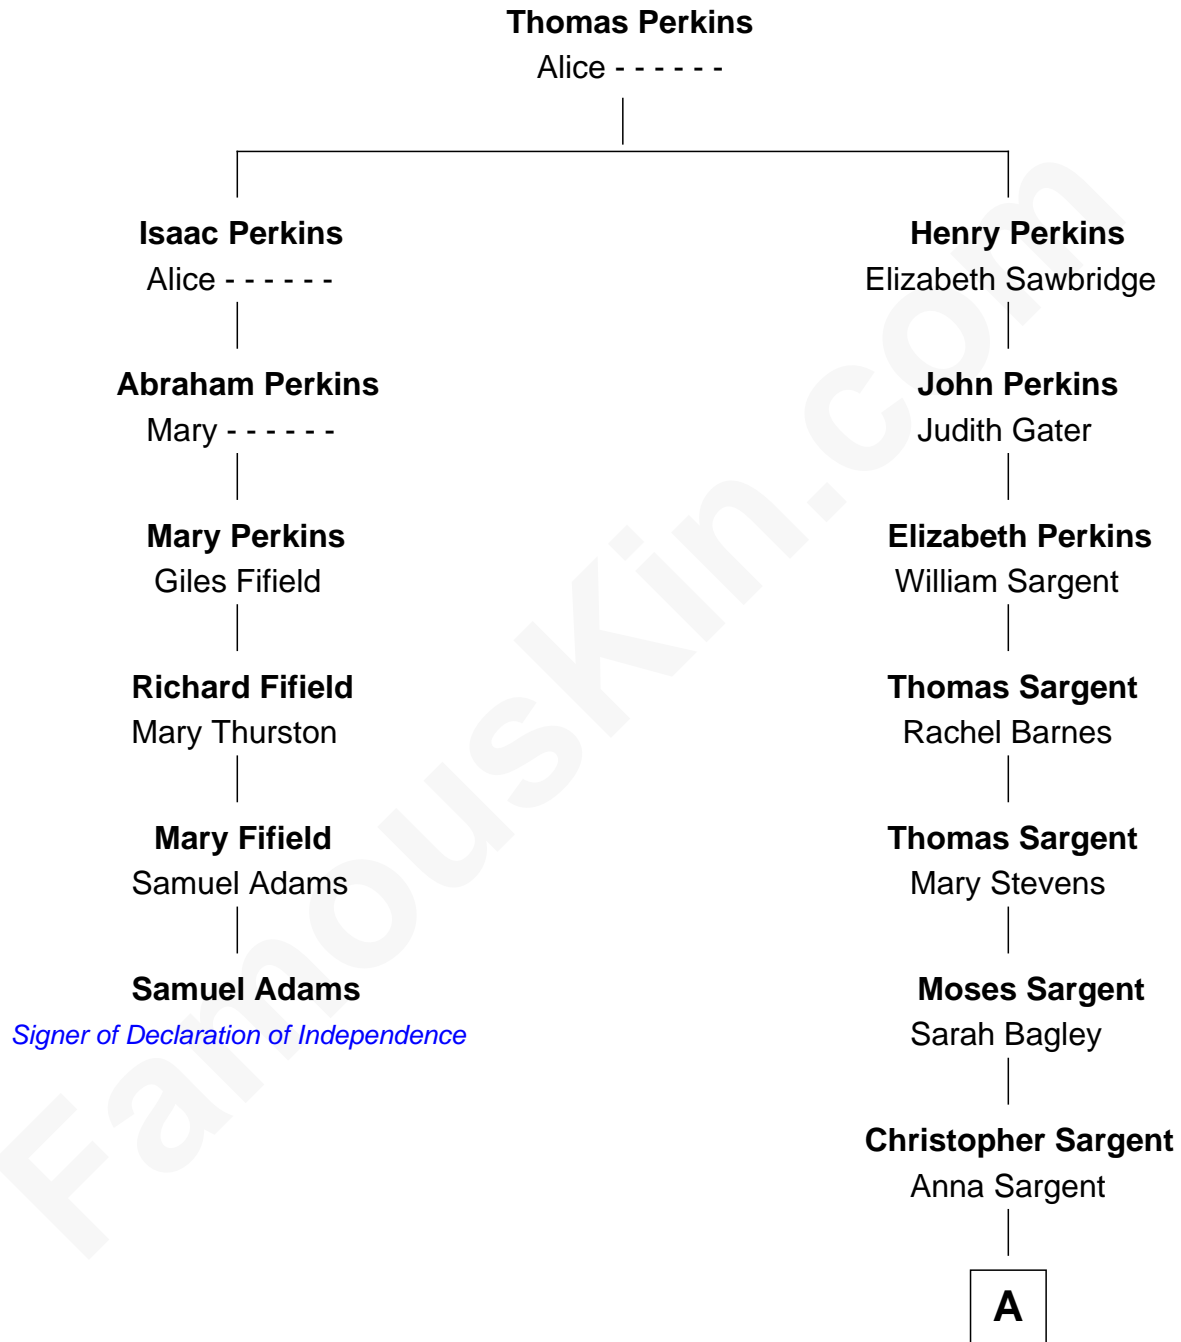 Thomas Perkins
Alice - - - - - -
Isaac Perkins
Alice - - - - - -
Henry Perkins
Elizabeth Sawbridge
Abraham Perkins
Mary - - - - - -
John Perkins
Judith Gater
Mary Perkins
Giles Fifield
Elizabeth Perkins
William Sargent
Richard Fifield
Mary Thurston
Thomas Sargent
Rachel Barnes
Mary Fifield
Samuel Adams
Thomas Sargent
Mary Stevens
Samuel Adams
Signer of Declaration of Independence
Moses Sargent
Sarah Bagley
Christopher Sargent
Anna Sargent
A
FamousKin.com